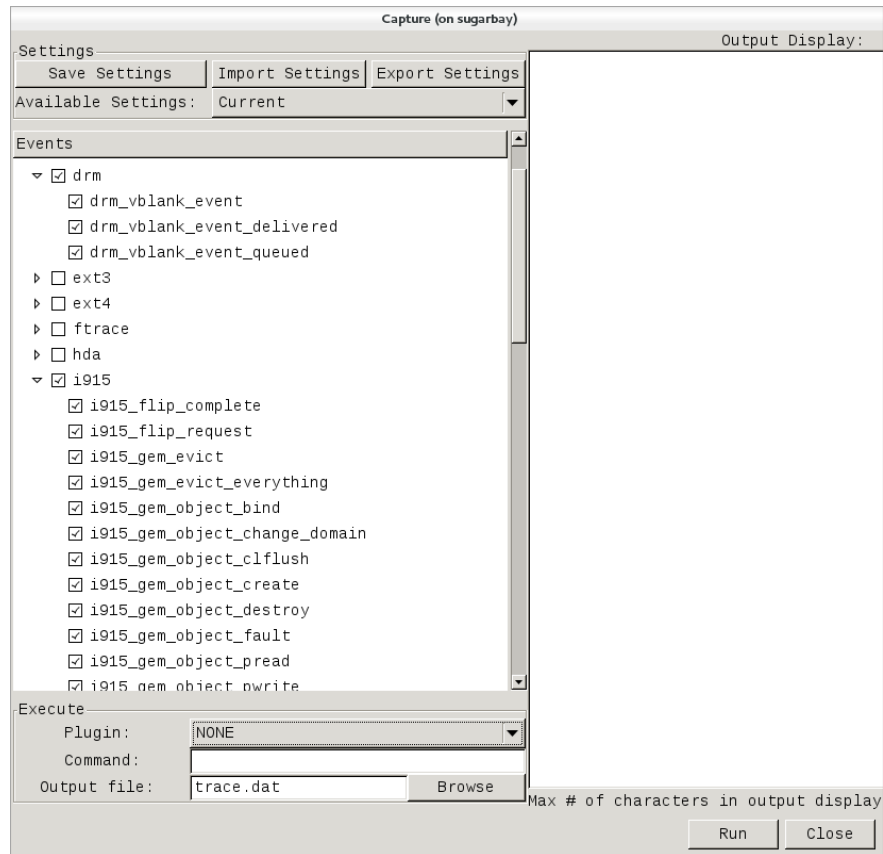 Capture (on sugarbay)
Settings
Save Settings
Import Settings
Export Settings
Available Settings:
Current
Output Display:
Events
drm
drm_vblank_event
drm_vblank_event_delivered
drm_vblank_event_queued
ext3
ext4
ftrace
hda
i915
i915_flip_complete
i915_flip_request
i915_gem_evict
i915_gem_evict_everything
i915_gem_object_bind
i915_gem_object_change_domain
i915_gem_object_clflush
i915_gem_object_create
i915_gem_object_destroy
i915_gem_object_fault
i915_gem_object_pread
i915_gem_object_pwrite
Execute
Plugin:
NONE
Command:
Output file:
trace.dat
Browse
Max # of characters in output display
Run
Close